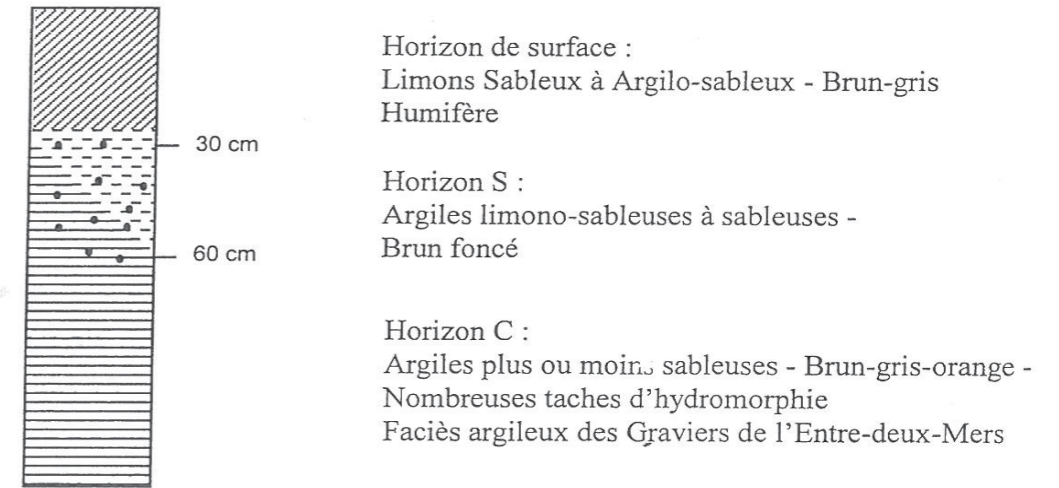 Horizon de surface :
Limons Sableux à Argilo-sableux - Brun-gris
Humifère
30 cm
Horizon S :
Argiles limono-sableuses à sableuses -
Brun foncé
60 cm
Horizon C :
Argiles plus ou moins sableuses - Brun-gris-orange -
Nombreuses taches d'hydromorphie
Faciès argileux des Graviers de l'Entre-deux-Mers